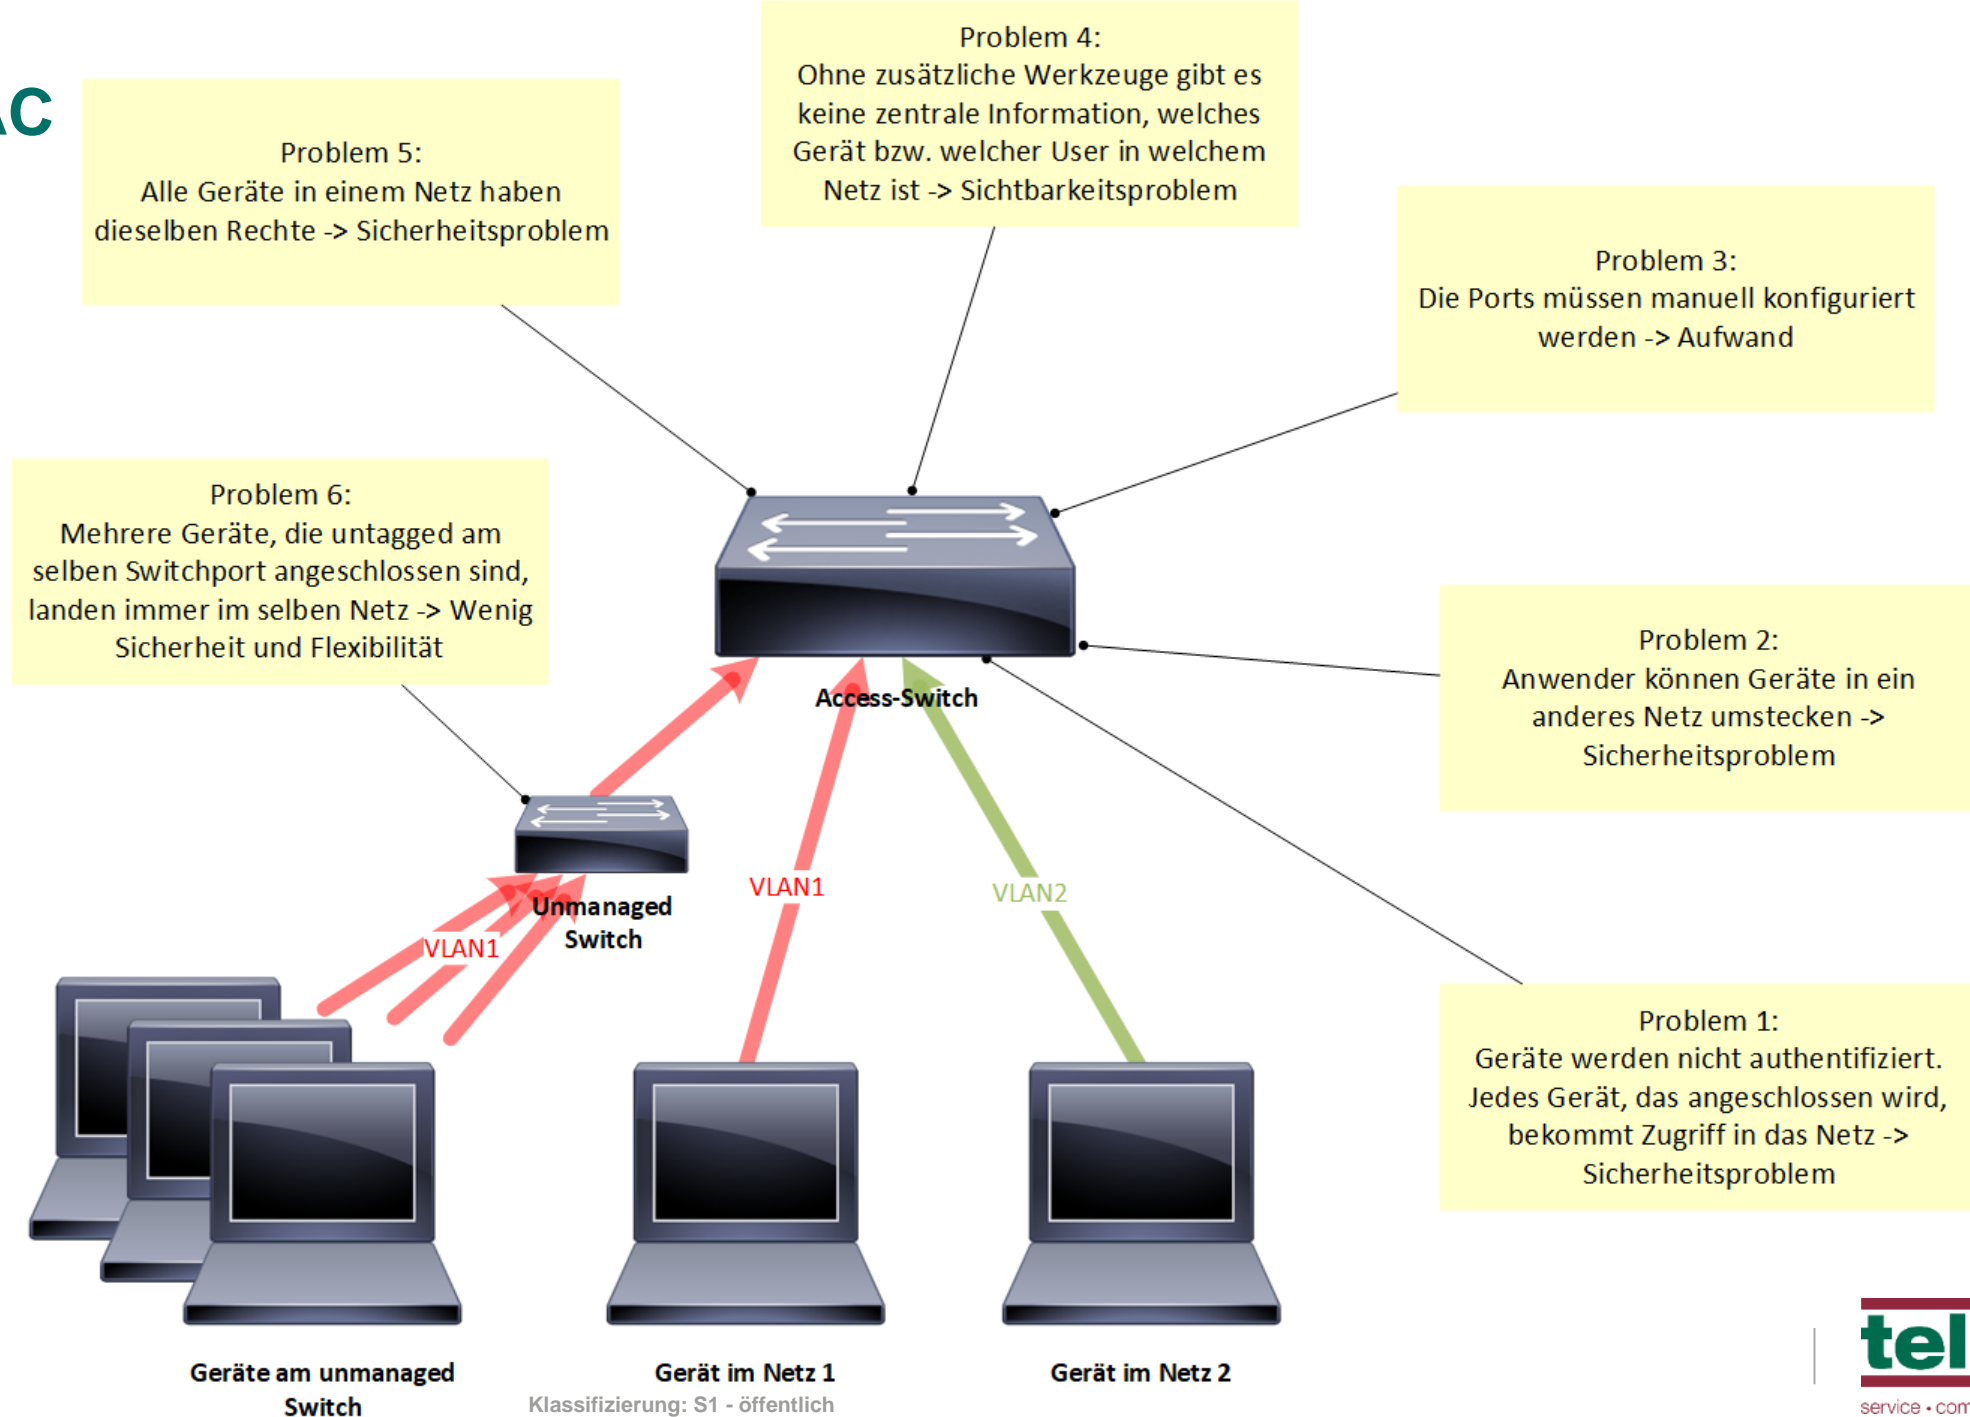 AC
Problem 4:
Ohne zusätzliche Werkzeuge gibt es
keine zentrale Information, welches
Gerät bzw. welcher User in welchem
Netz ist -> Sichtbarkeitsproblem
Problem 5:
Alle Geräte in einem Netz haben
dieselben Rechte -> Sicherheitsproblem
Problem 3:
Die Ports müssen manuell konfiguriert
werden -> Aufwand
Problem 6:
Mehrere Geräte, die untagged am
selben Switchport angeschlossen sind,
landen immer im selben Netz -> Wenig
Sicherheit und Flexibilität
Problem 2:
Anwender können Geräte in ein
anderes Netz umstecken ->
Sicherheitsproblem
Access-Switch
VLAN1
VLAN2
Unmanaged
Switch
VLAN1
Problem 1:
Geräte werden nicht authentifiziert.
Jedes Gerät, das angeschlossen wird,
bekommt Zugriff in das Netz ->
Sicherheitsproblem
Geräte am unmanaged
Switch
Gerät im Netz 1
Gerät im Netz 2
Klassifizierung: S1 - öffentlich
tel
service • com